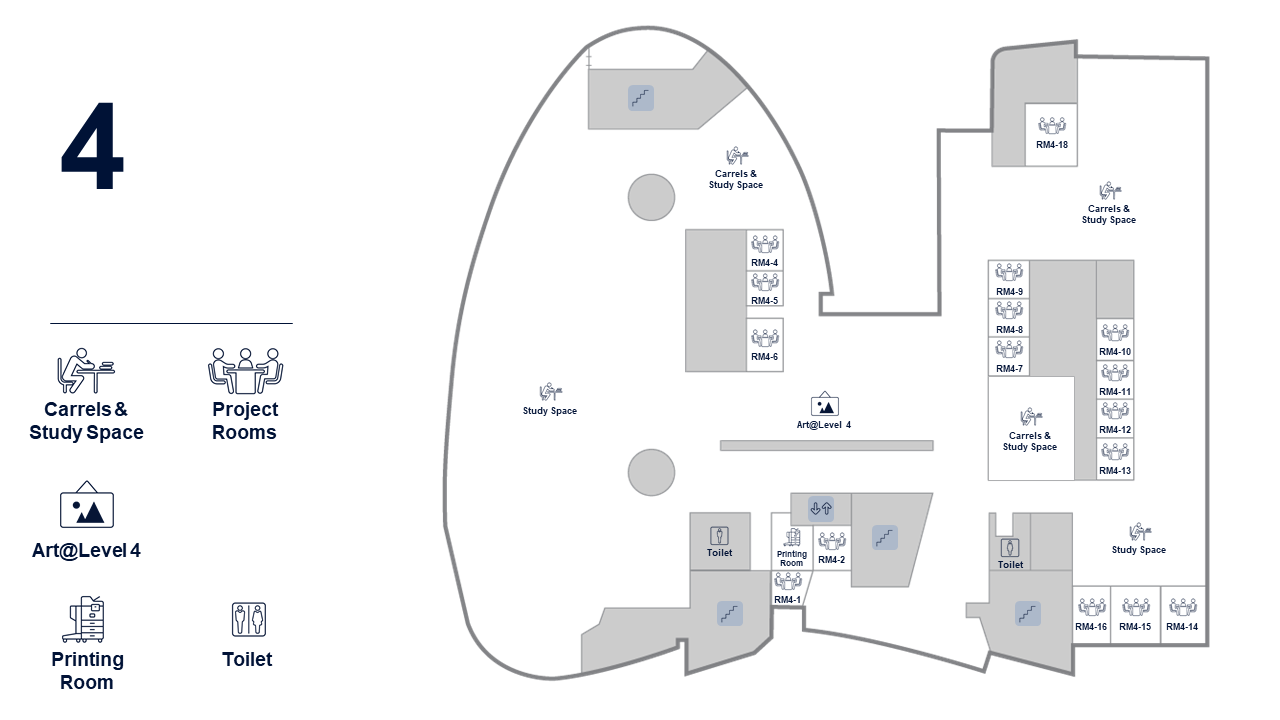 4
Carrels &
Study Space
Project
Rooms
Art@Level 4
Printing
Room
Toilet
RM4-18
Carrels &
Study Space
Carrels &
Study Space
RM4-4
RM4-5
RM4-6
RM4-9
RM4-8
RM4-7
RM4-10
RM4-11
RM4-12
RM4-13
Study Space
Art@Level 4
Carrels &
Study Space
Toilet
Printing
Room
RM4-2
RM4-1
Toilet
Study Space
RM4-16
RM4-15
RM4-14